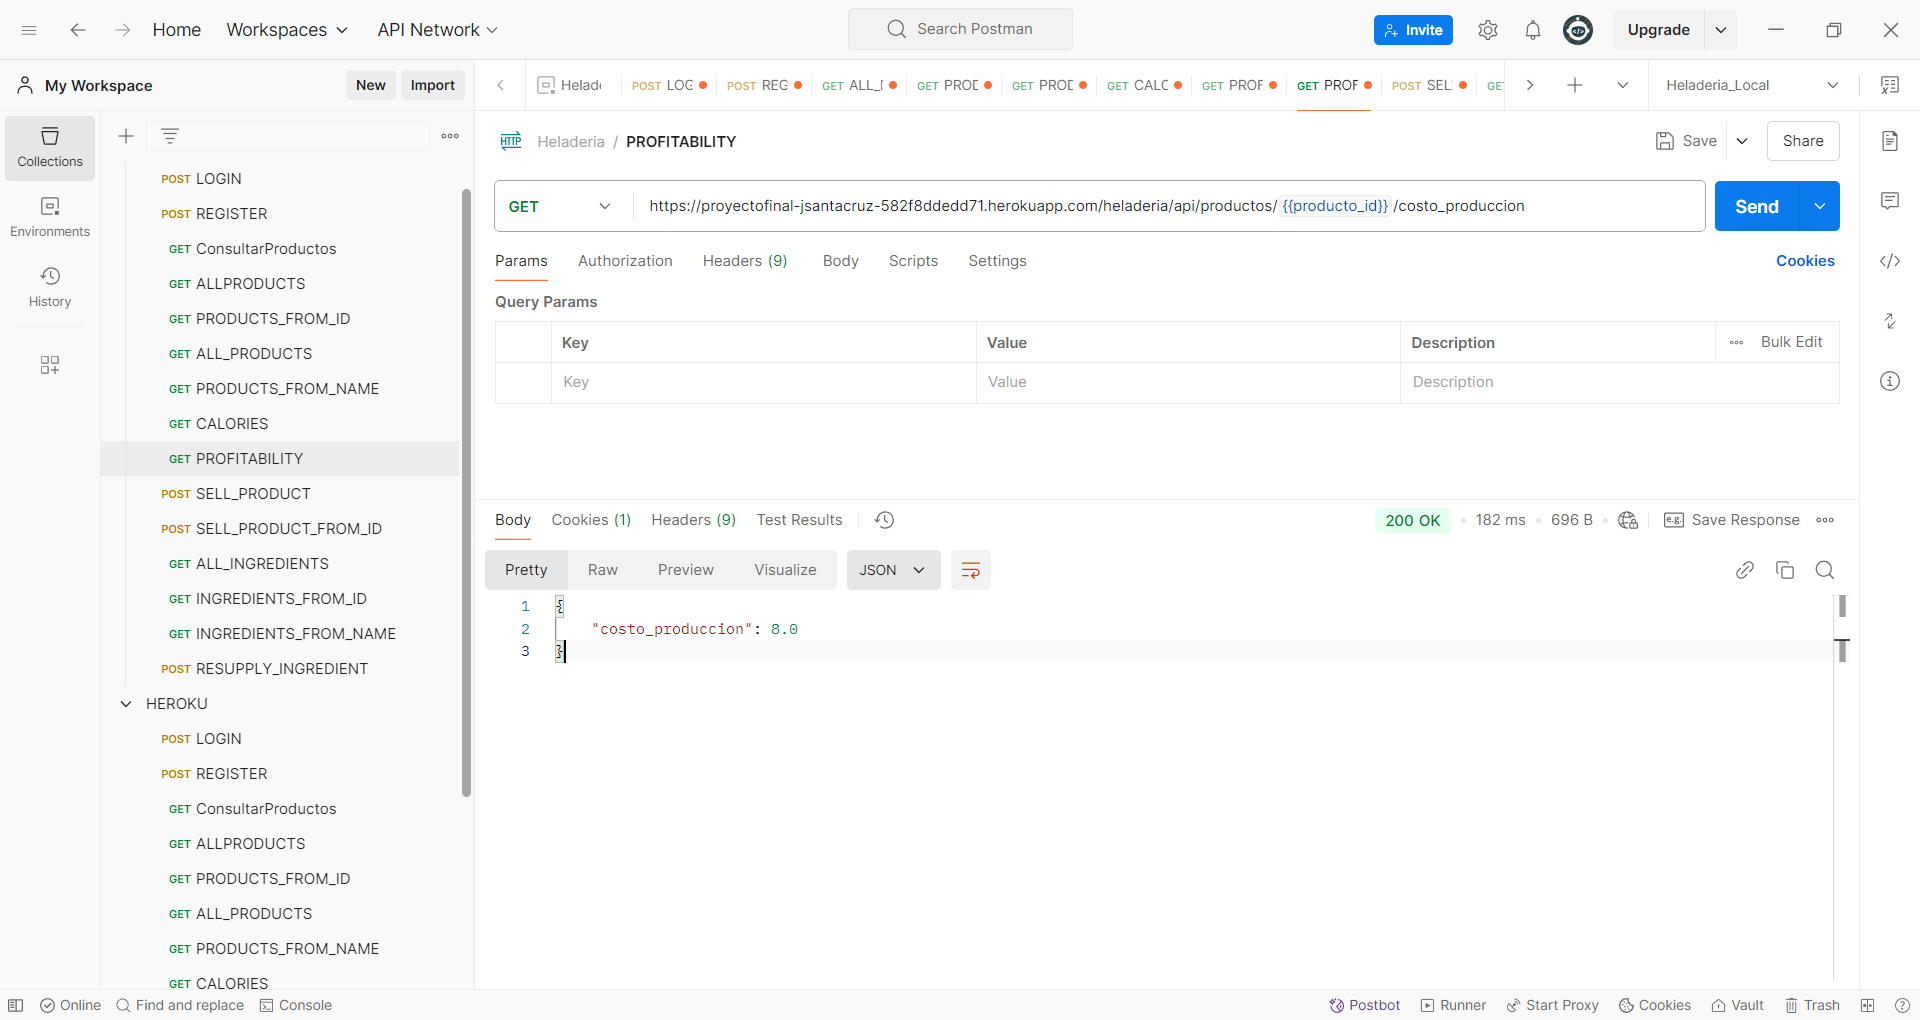 Home Workspaces API Network Search Postman Invite Upgrade
My Workspace New Import
Helade POST LOG POST REG GET ALL_ GET PROD GET PROD GET CALC GET PROF GET PROF POST SEL GET Heladeria_Local
Collections
Environments
History
POST LOGIN
POST REGISTER
GET ConsultarProductos
GET ALLPRODUCTS
GET PRODUCTS_FROM_ID
GET ALL_PRODUCTS
GET PRODUCTS_FROM_NAME
GET CALORIES
GET PROFITABILITY
POST SELL_PRODUCT
POST SELL_PRODUCT_FROM_ID
GET ALL_INGREDIENTS
GET INGREDIENTS_FROM_ID
GET INGREDIENTS_FROM_NAME
POST RESUPPLY_INGREDIENT
HEROKU
POST LOGIN
POST REGISTER
GET ConsultarProductos
GET ALLPRODUCTS
GET PRODUCTS_FROM_ID
GET ALL_PRODUCTS
GET PRODUCTS_FROM_NAME
GET CALORIES
HTTP Heladeria / PROFITABILITY Save Share
GET https://proyectofinal-jsantacruz-582f8ddedd71.herokuapp.com/heladeria/api/productos/ {{producto_id}} /costo_produccion Send
Params Authorization Headers (9) Body Scripts Settings Cookies
Query Params
Key Value Description Bulk Edit
Key Value Description
Body Cookies (1) Headers (9) Test Results 200 OK 182 ms 696 B e.g. Save Response
Pretty Raw Preview Visualize JSON
1 {
2 "costo_produccion": 8.0
3 }
Online Find and replace Console Postbot Runner Start Proxy Cookies Vault Trash